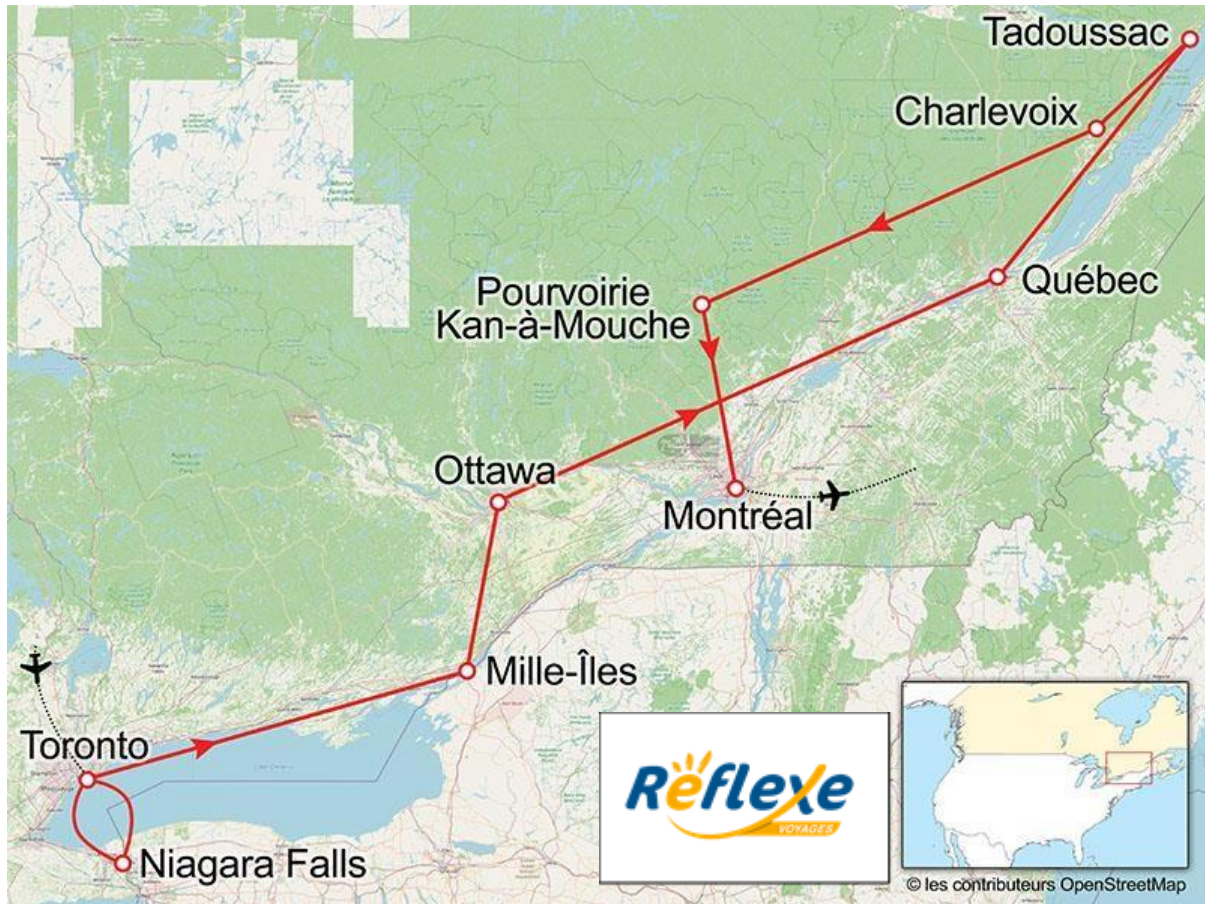 Tadoussac
Charlevoix
Québec
Pourvoirie
Kan-à-Mouche
Ottawa
Montréal
Mille-Îles
Toronto
Niagara Falls
Réflexe
VOYAGES
© les contributeurs OpenStreetMap